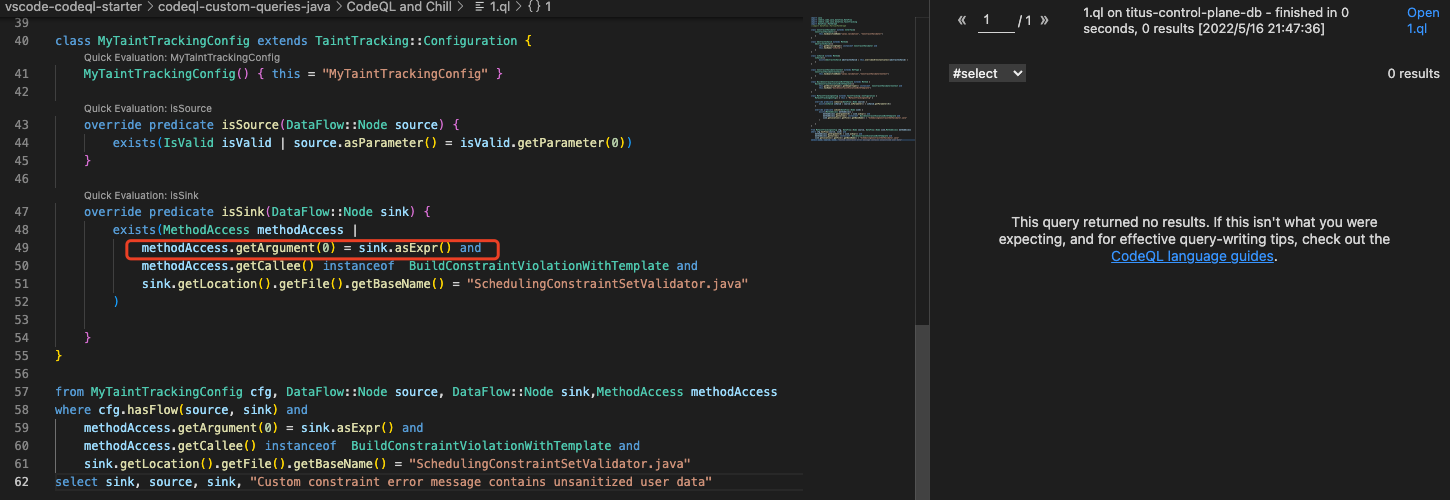 vscode-codeql-starter > codeql-custom-queries-java > CodeQL and Chill > 1.ql > {} 1
39
40 class MyTaintTrackingConfig extends TaintTracking::Configuration {
Quick Evaluation: MyTaintTrackingConfig
41 MyTaintTrackingConfig() { this = "MyTaintTrackingConfig" }
42
Quick Evaluation: isSource
43 override predicate isSource(DataFlow::Node source) {
44 exists(IsValid isValid | source.asParameter() = isValid.getParameter(0))
45 }
46
Quick Evaluation: isSink
47 override predicate isSink(DataFlow::Node sink) {
48 exists(MethodAccess methodAccess |
49 methodAccess.getArgument(0) = sink.asExpr() and
50 methodAccess.getCallee() instanceof  BuildConstraintViolationWithTemplate and
51 sink.getLocation().getFile().getBaseName() = "SchedulingConstraintSetValidator.java"
52 )
53
54 }
55 }
56
57 from MyTaintTrackingConfig cfg, DataFlow::Node source, DataFlow::Node sink,MethodAccess methodAccess
58 where cfg.hasFlow(source, sink) and
59 methodAccess.getArgument(0) = sink.asExpr() and
60 methodAccess.getCallee() instanceof  BuildConstraintViolationWithTemplate and
61 sink.getLocation().getFile().getBaseName() = "SchedulingConstraintSetValidator.java"
62 select sink, source, sink, "Custom constraint error message contains unsanitized user data"
« 1 / 1 »
1.ql on titus-control-plane-db - finished in 0
seconds, 0 results [2022/5/16 21:47:36]
Open
1.ql
#select
0 results
This query returned no results. If this isn't what you were
expecting, and for effective query-writing tips, check out the
CodeQL language guides.